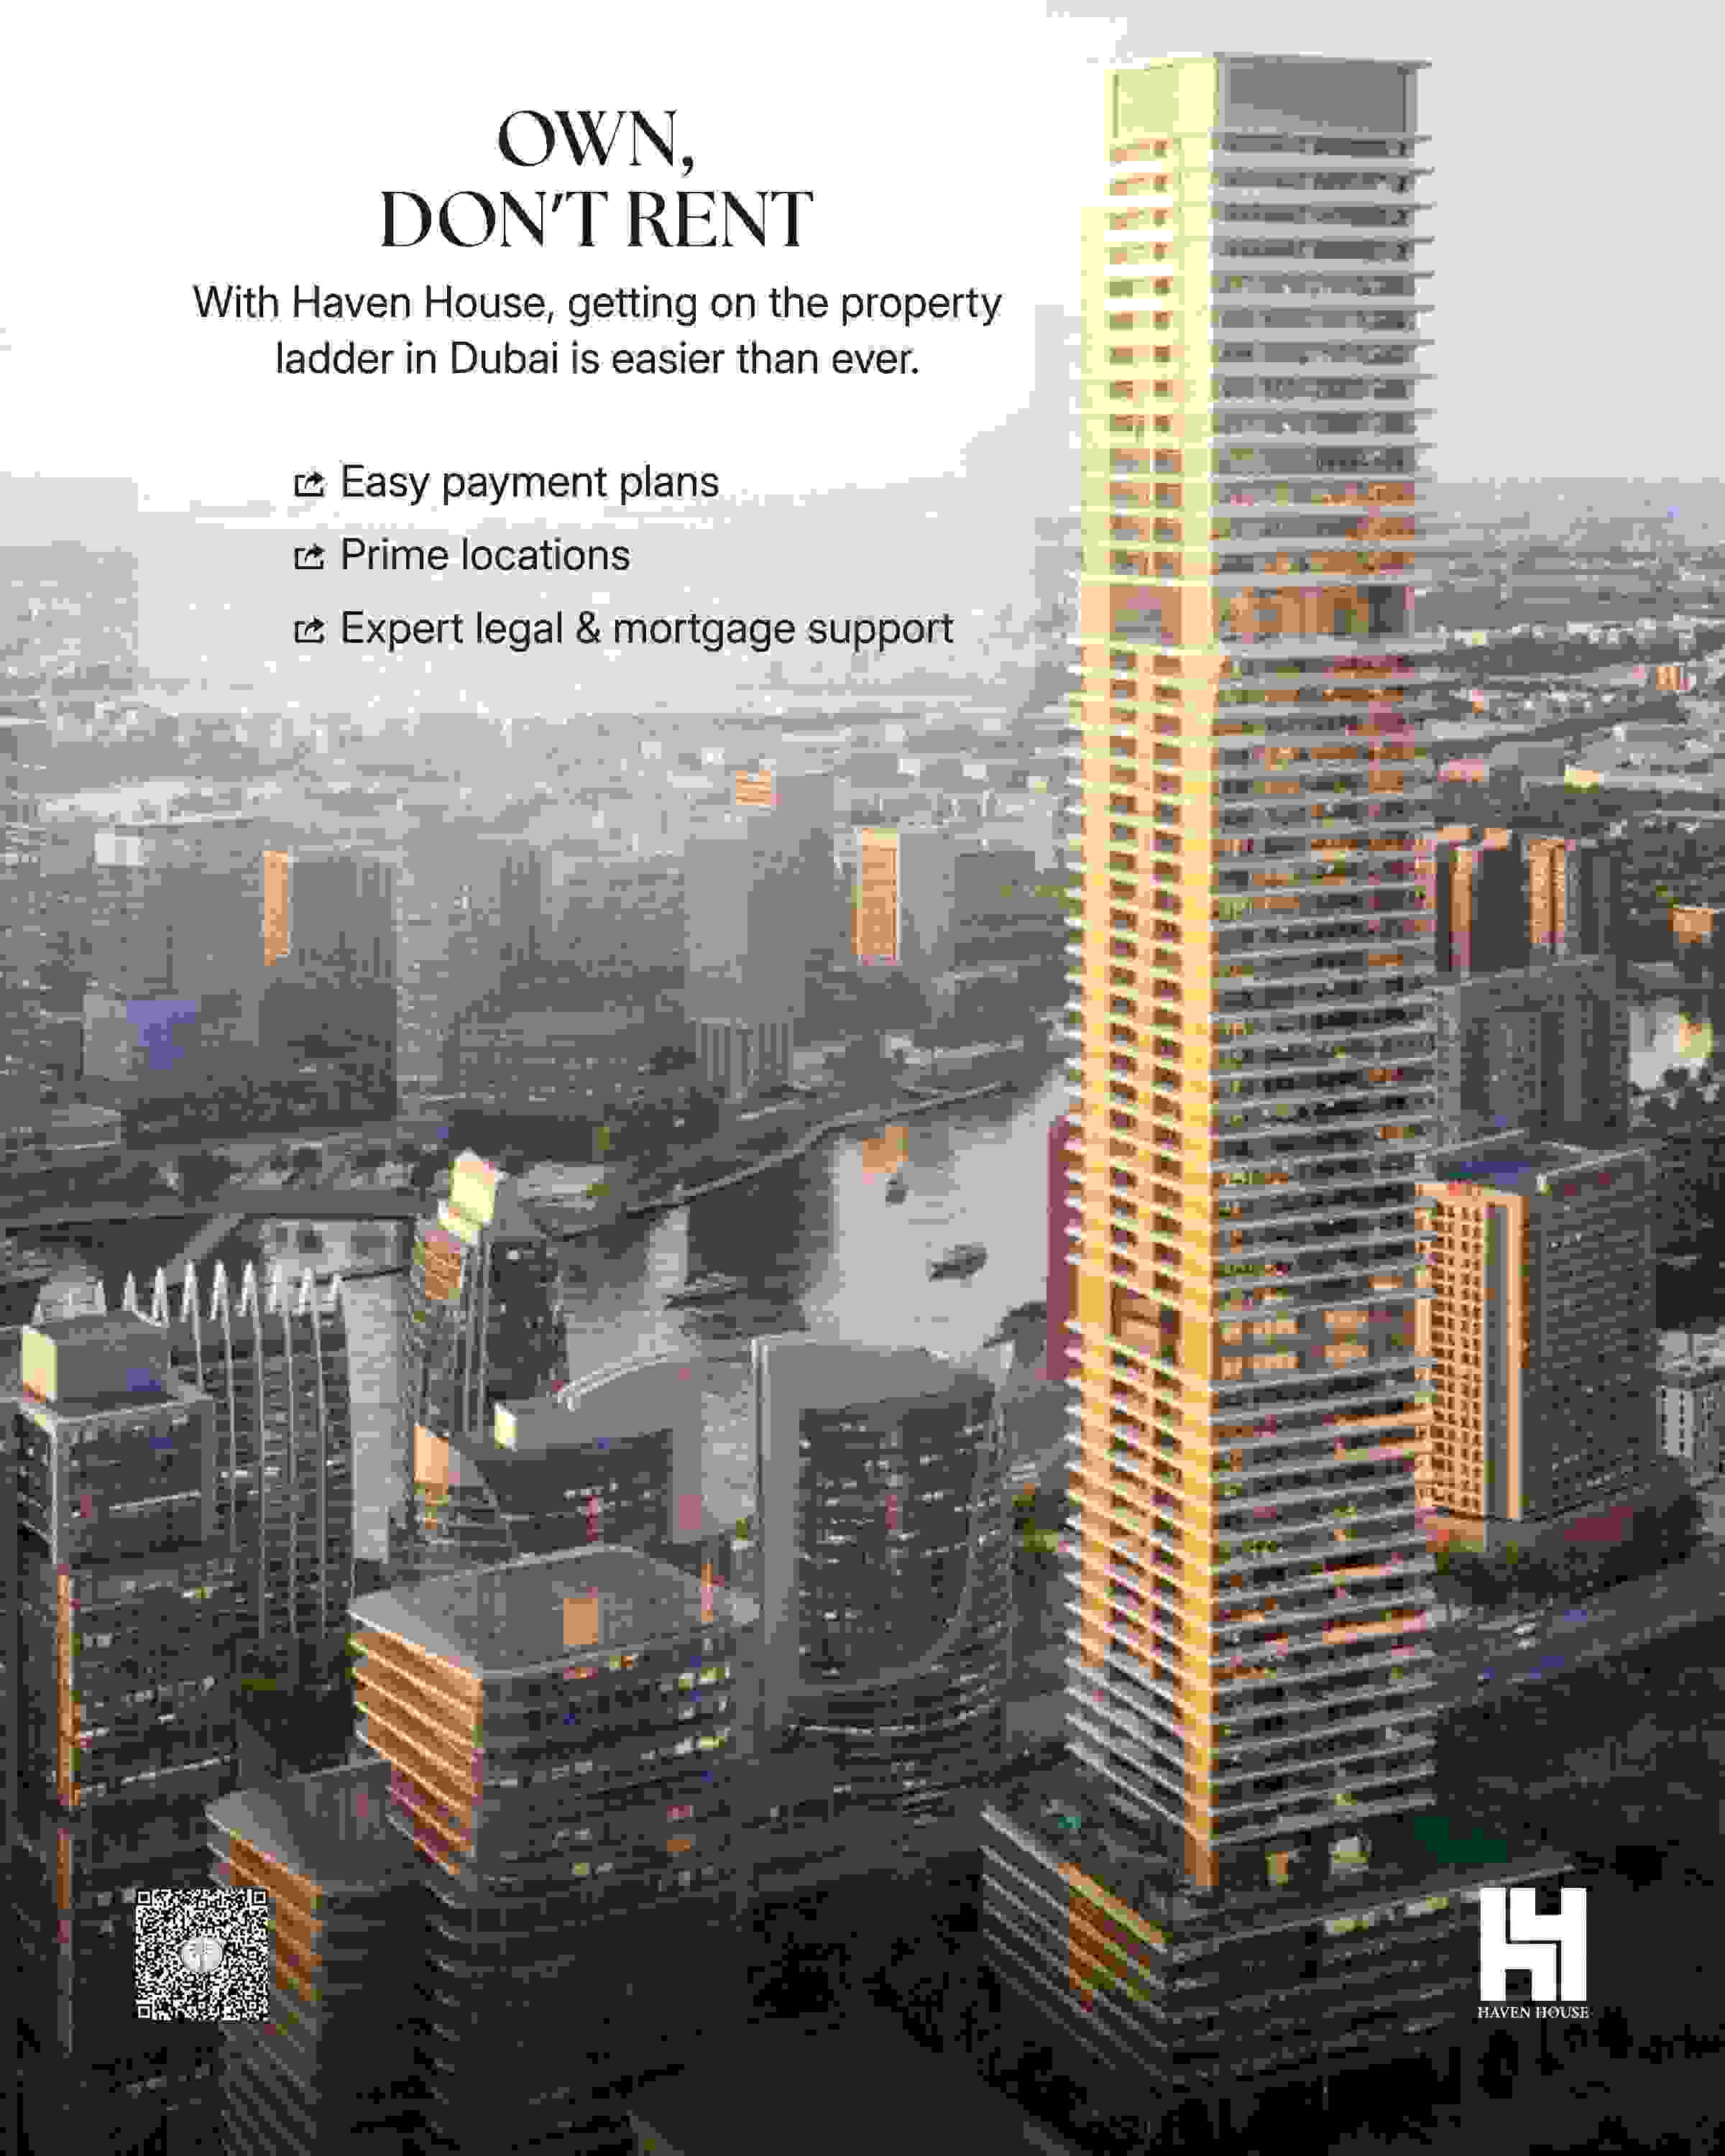 OWN,
DON'T RENT
With Haven House, getting on the property
ladder in Dubai is easier than ever.
Easy payment plans
Prime locations
Expert legal & mortgage support
HAVEN HOUSE